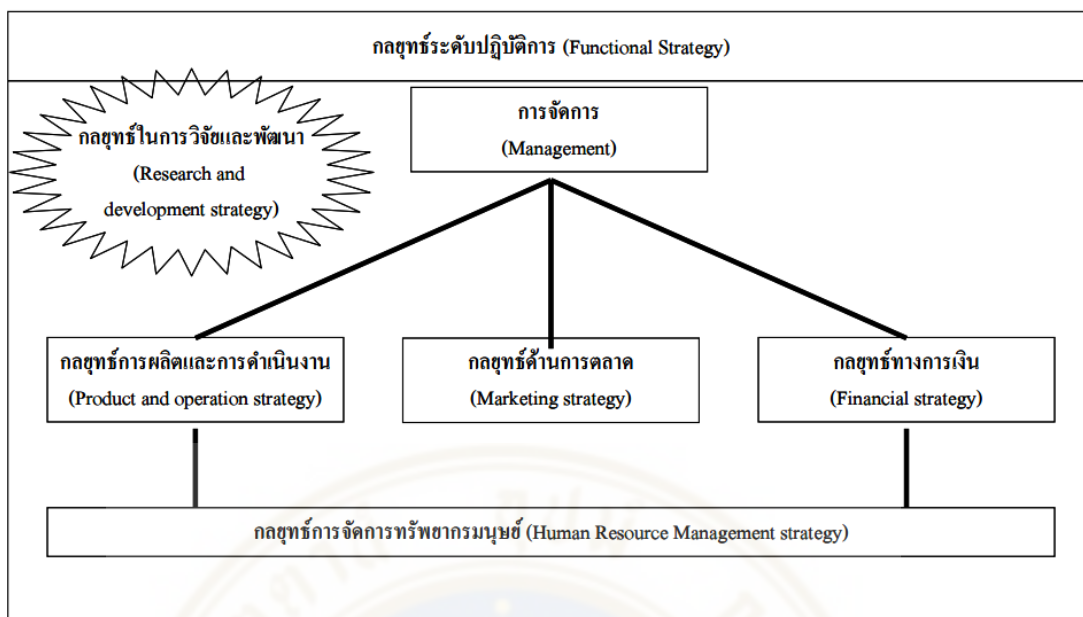 กลยุทธ์ระดับปฏิบัติการ (Functional Strategy)
กลยุทธ์ในการวิจัยและพัฒนา
(Research and
development strategy)
การจัดการ
(Management)
กลยุทธ์การผลิตและการดำเนินงาน
(Product and operation strategy)
กลยุทธ์ด้านการตลาด
(Marketing strategy)
กลยุทธ์ทางการเงิน
(Financial strategy)
กลยุทธ์การจัดการทรัพยากรมนุษย์ (Human Resource Management strategy)